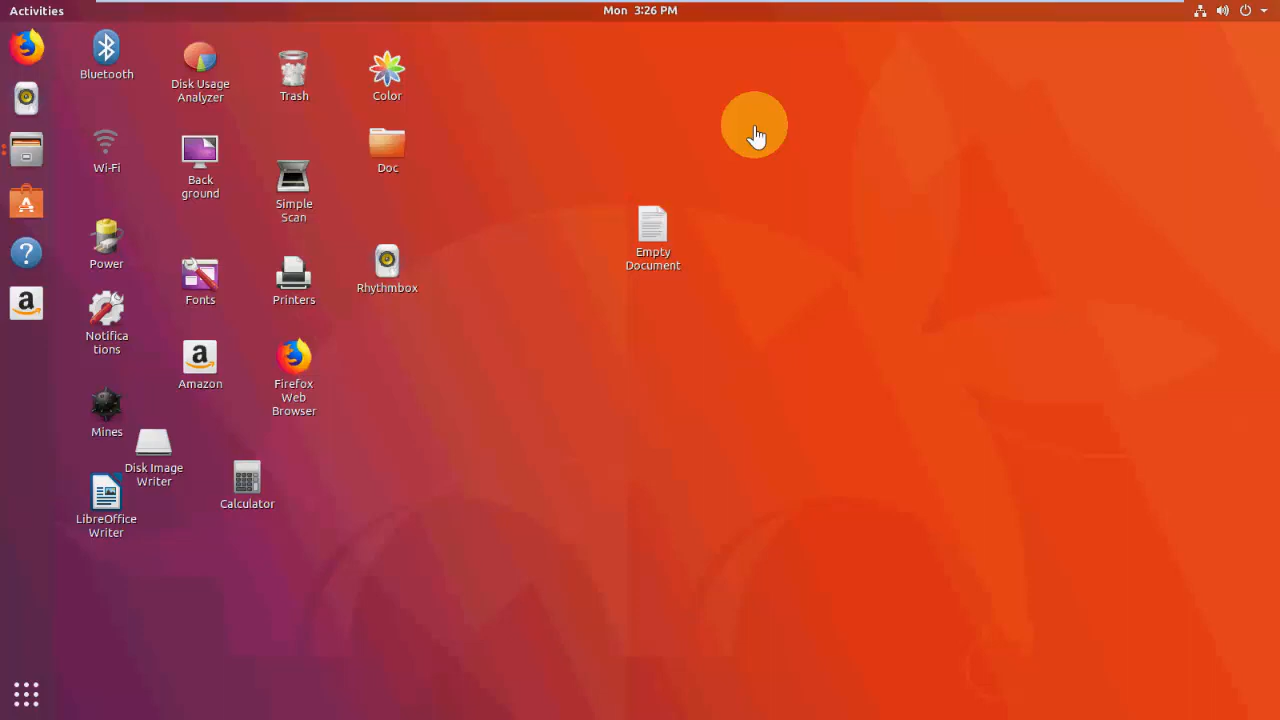 Activities
Mon 3:26 PM
Bluetooth
Disk Usage
Analyzer
Trash
Color
Wi-Fi
Back
ground
Simple
Scan
Doc
Empty
Document
Power
Fonts
Printers
Rhythmbox
Notifica
tions
Amazon
Firefox
Web
Browser
Mines
Disk Image
Writer
Calculator
LibreOffice
Writer